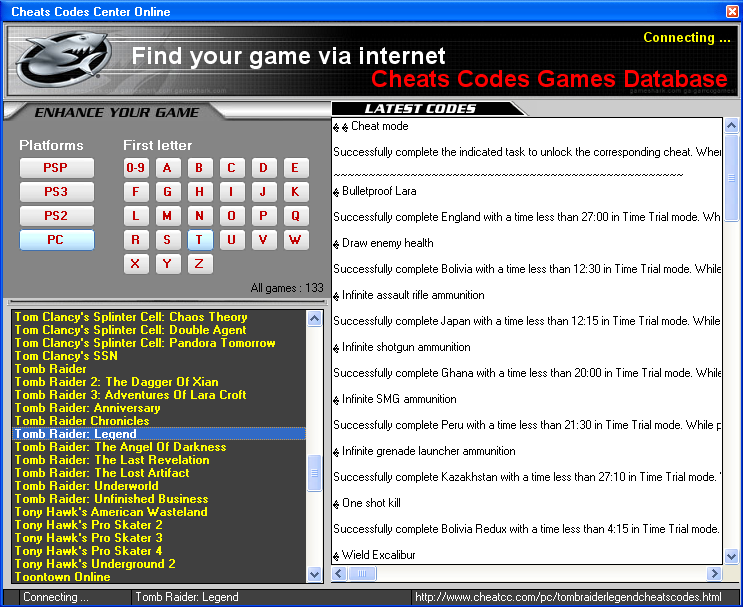 Cheats Codes Center Online
Connecting ...
Find your game via internet
Cheats Codes Games Database
ENHANCE YOUR GAME
LATEST CODES
Platforms
First letter
PSP
0-9 A B C D E
PS3
F G H I J K
PS2
L M N O P Q
PC
R S T U V W
X Y Z
All games : 133
Tom Clancy's Splinter Cell: Chaos Theory
Tom Clancy's Splinter Cell: Double Agent
Tom Clancy's Splinter Cell: Pandora Tomorrow
Tom Clancy's SSN
Tomb Raider
Tomb Raider 2: The Dagger Of Xian
Tomb Raider 3: Adventures Of Lara Croft
Tomb Raider: Anniversary
Tomb Raider Chronicles
Tomb Raider: Legend
Tomb Raider: The Angel Of Darkness
Tomb Raider: The Last Revelation
Tomb Raider: The Lost Artifact
Tomb Raider: Underworld
Tomb Raider: Unfinished Business
Tony Hawk's American Wasteland
Tony Hawk's Pro Skater 2
Tony Hawk's Pro Skater 3
Tony Hawk's Pro Skater 4
Tony Hawk's Underground 2
Toontown Online
Cheat mode
Successfully complete the indicated task to unlock the corresponding cheat. Wher
~~~~~~~~~~~~~~~~~~~~~~~~~~~~~~~~~~~~~~~~~~~~~~~~~~
Bulletproof Lara
Successfully complete England with a time less than 27:00 in Time Trial mode. Wh
Draw enemy health
Successfully complete Bolivia with a time less than 12:30 in Time Trial mode. While
Infinite assault rifle ammunition
Successfully complete Japan with a time less than 12:15 in Time Trial mode. While
Infinite shotgun ammunition
Successfully complete Ghana with a time less than 20:00 in Time Trial mode. While
Infinite SMG ammunition
Successfully complete Peru with a time less than 21:30 in Time Trial mode. While p
Infinite grenade launcher ammunition
Successfully complete Kazakhstan with a time less than 27:10 in Time Trial mode.
One shot kill
Successfully complete Bolivia Redux with a time less than 4:15 in Time Trial mode.
Wield Excalibur
Connecting ...
Tomb Raider: Legend
http://www.cheatcc.com/pc/tombraiderlegendcheatscodes.html